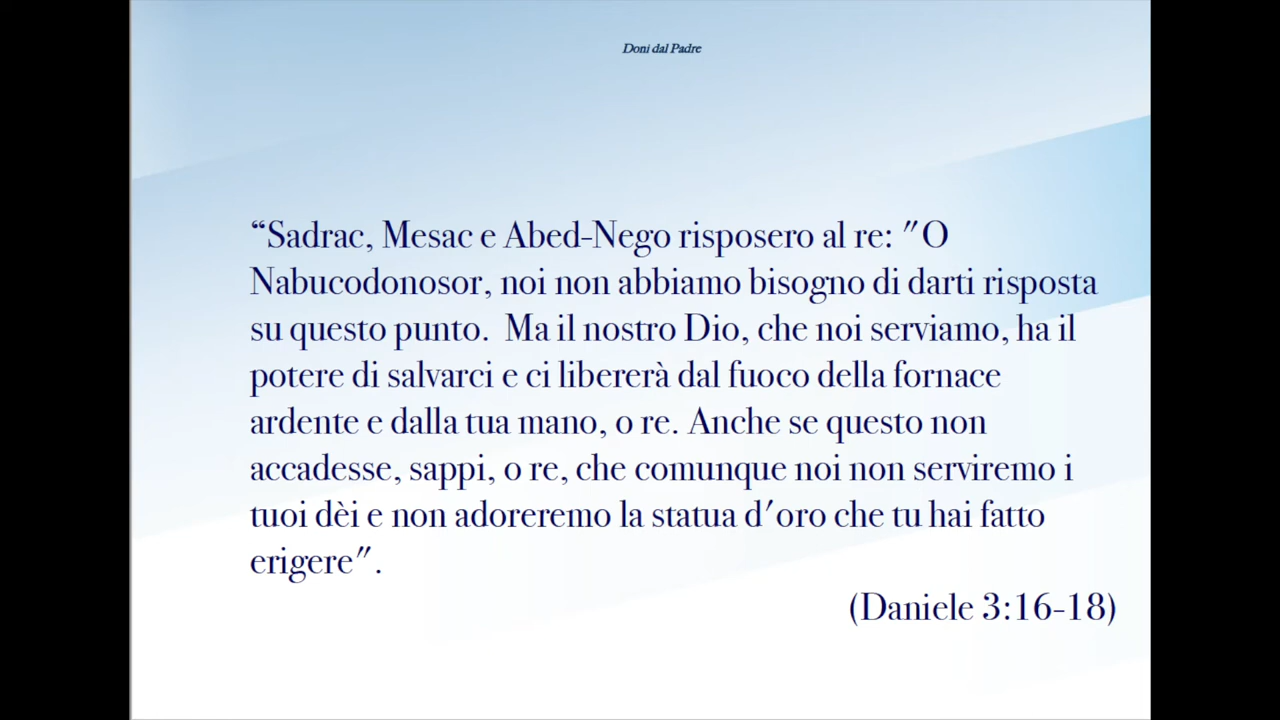 Doni dal Padre
“Sadrac, Mesac e Abed-Nego risposero al re: "O
Nabucodonosor, noi non abbiamo bisogno di darti risposta
su questo punto.  Ma il nostro Dio, che noi serviamo, ha il
potere di salvarci e ci libererà dal fuoco della fornace
ardente e dalla tua mano, o re. Anche se questo non
accadesse, sappi, o re, che comunque noi non serviremo i
tuoi dèi e non adoreremo la statua d'oro che tu hai fatto
erigere".
(Daniele 3:16-18)